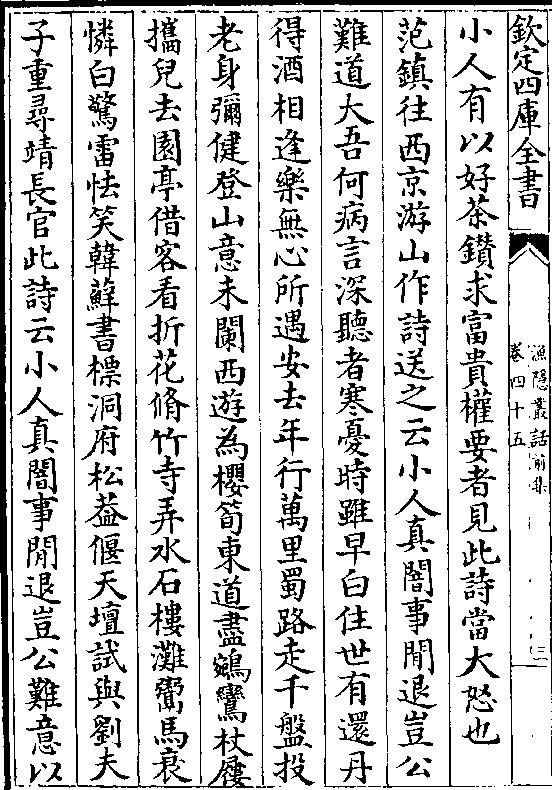 欽定四庫全書
漁隱叢話前集
卷四十五
三
小人有以好茶鑽求富貴權要者見此詩當大怒也
范鎮往西京游山作詩送之云小人真闇事閒退豈公
難道大吾何病言深聽者寒憂時雖早白住世有還丹
得酒相逢樂無心所遇安去年行萬里蜀路走千盤投
老身彌健登山意未闌西遊為櫻筍東道盡鵷鸞杖屨
攜兒去園亭借客看折花脩竹寺弄水石樓灘鬻馬衰
憐白驚雷怯笑韓蘚書標洞府松葢偃天壇試與劉夫
子重尋靖長官此詩云小人真闇事閒退豈公難意以